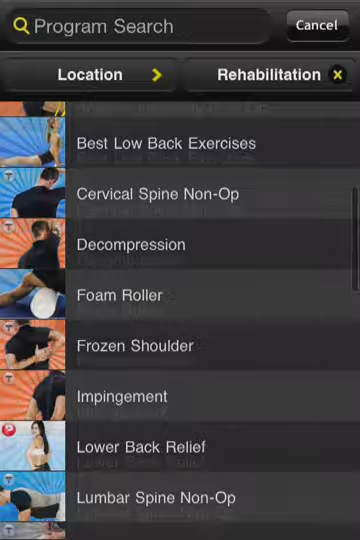 Program Search
Cancel
Location
Rehabilitation
Best Low Back Exercises
Cervical Spine Non-Op
Decompression
Foam Roller
Frozen Shoulder
Impingement
Lower Back Relief
Lumbar Spine Non-Op